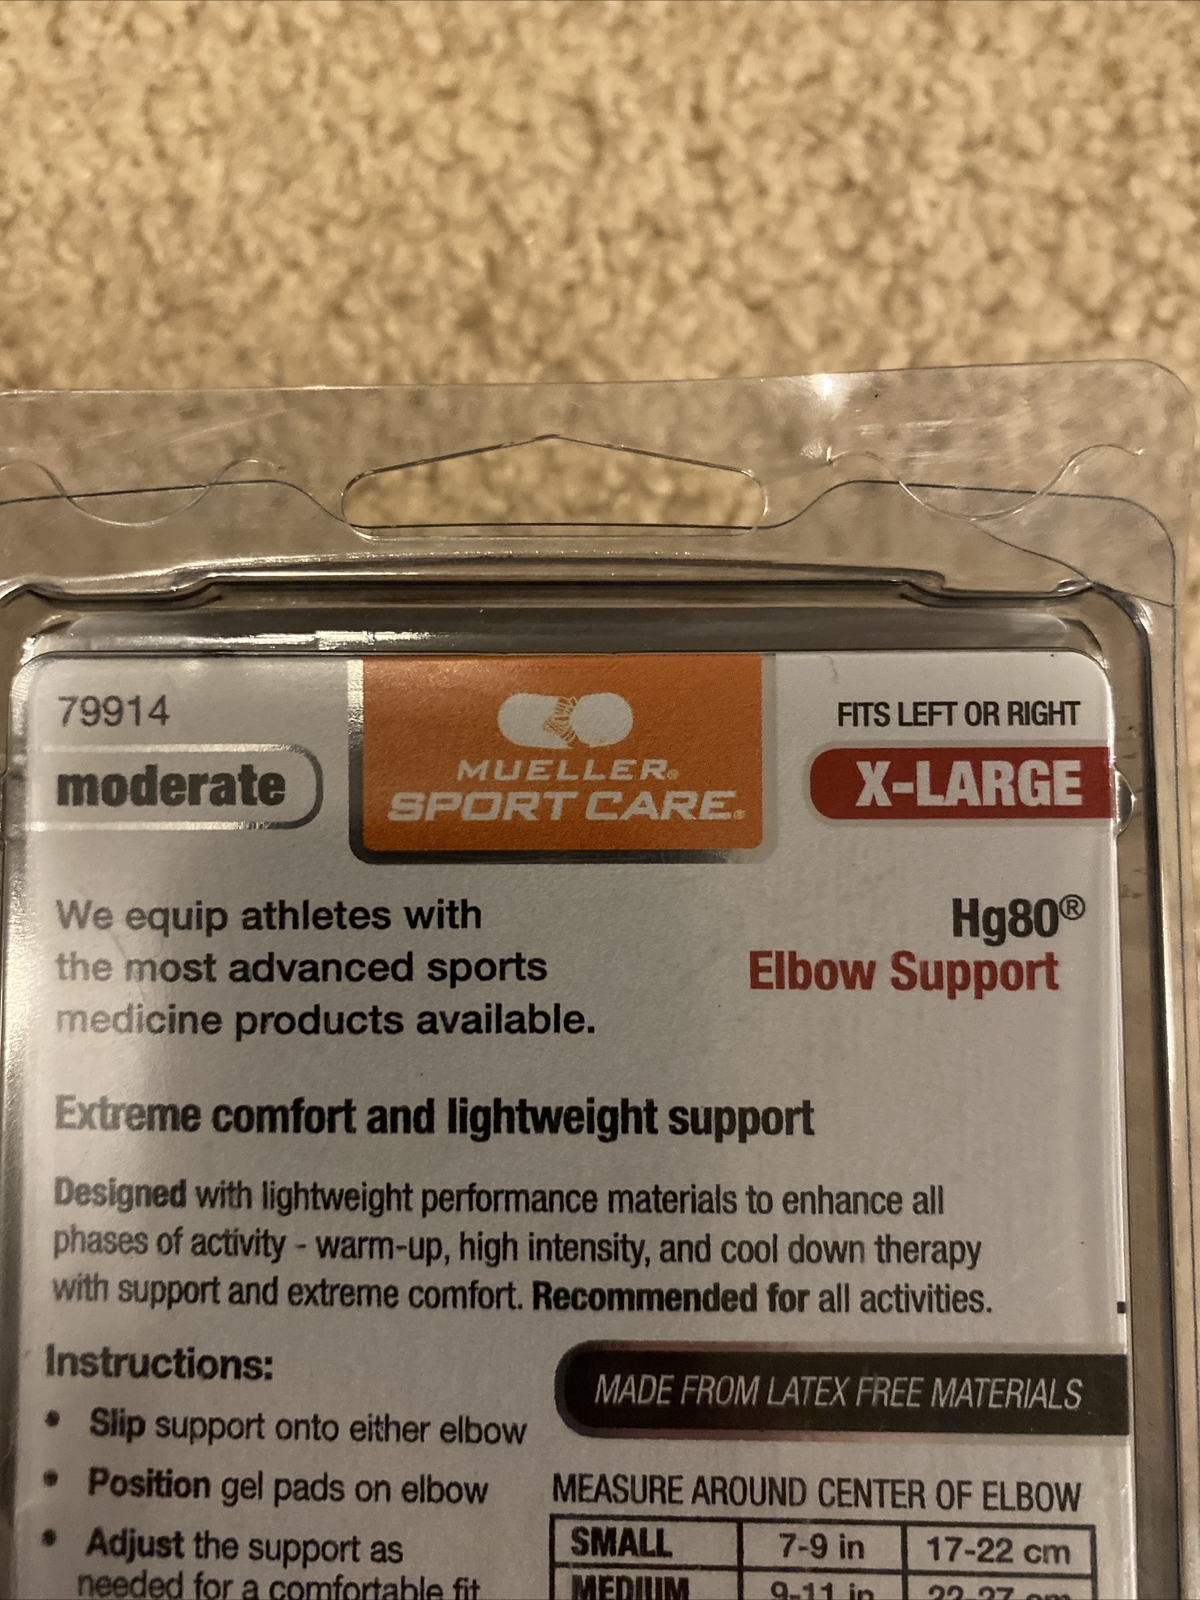 79914
moderate
MUELLER®
SPORT CARE®
FITS LEFT OR RIGHT
X-LARGE
We equip athletes with
the most advanced sports
medicine products available.
Hg80®
Elbow Support
Extreme comfort and lightweight support
Designed with lightweight performance materials to enhance all
phases of activity - warm-up, high intensity, and cool down therapy
with support and extreme comfort. Recommended for all activities.
Instructions:
• Slip support onto either elbow
• Position gel pads on elbow
• Adjust the support as
needed for a comfortable fit
MADE FROM LATEX FREE MATERIALS
MEASURE AROUND CENTER OF ELBOW
SMALL 7-9 in 17-22 cm
MEDIUM 9-11 in 22-27 cm